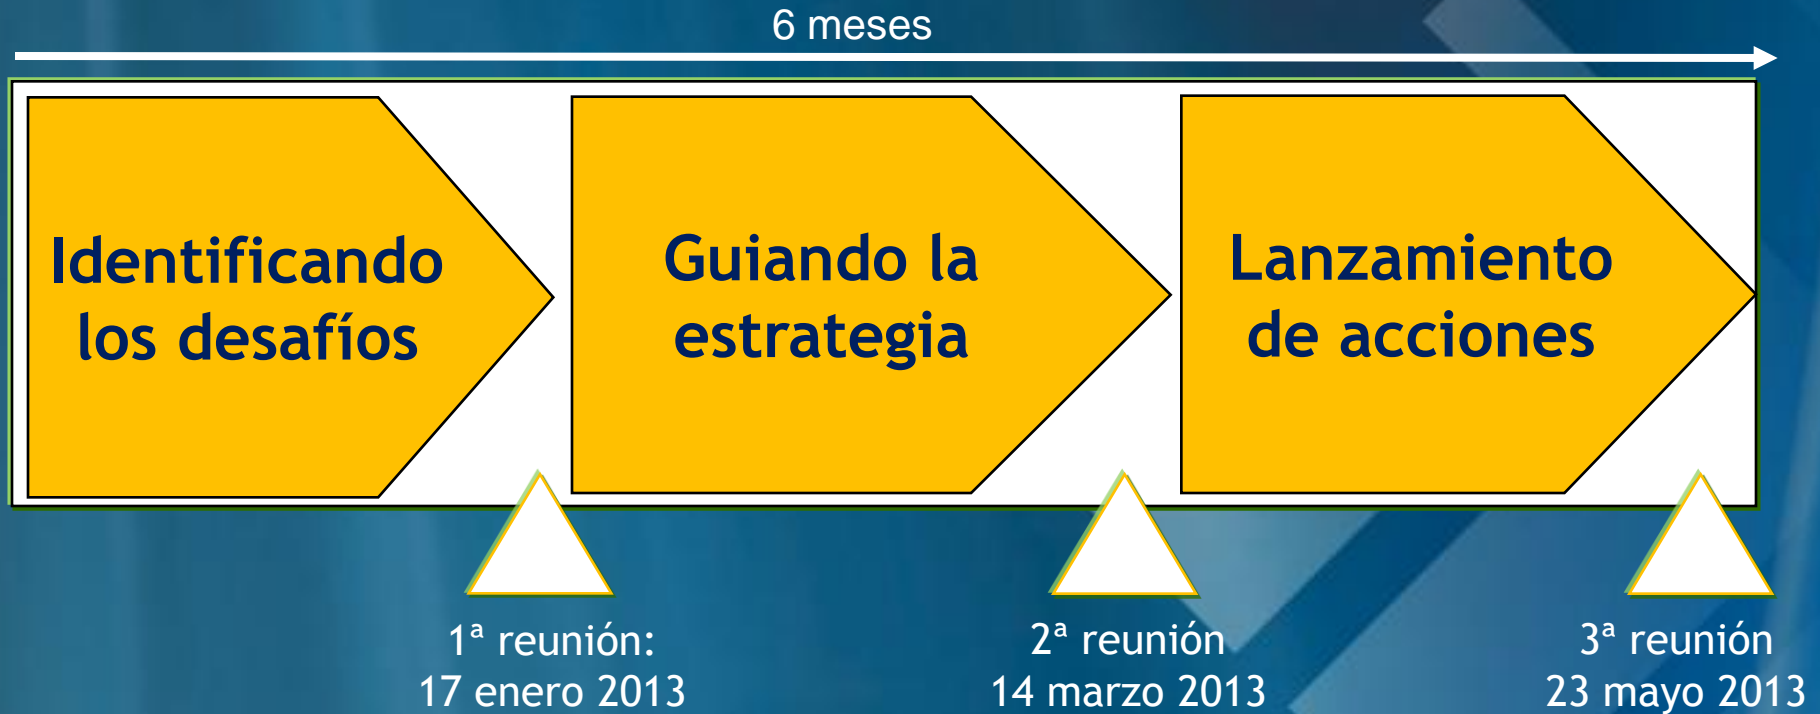 6 meses
Identificando
los desafíos
Guiando la
estrategia
Lanzamiento
de acciones
1ª reunión:
17 enero 2013
2ª reunión
14 marzo 2013
3ª reunión
23 mayo 2013